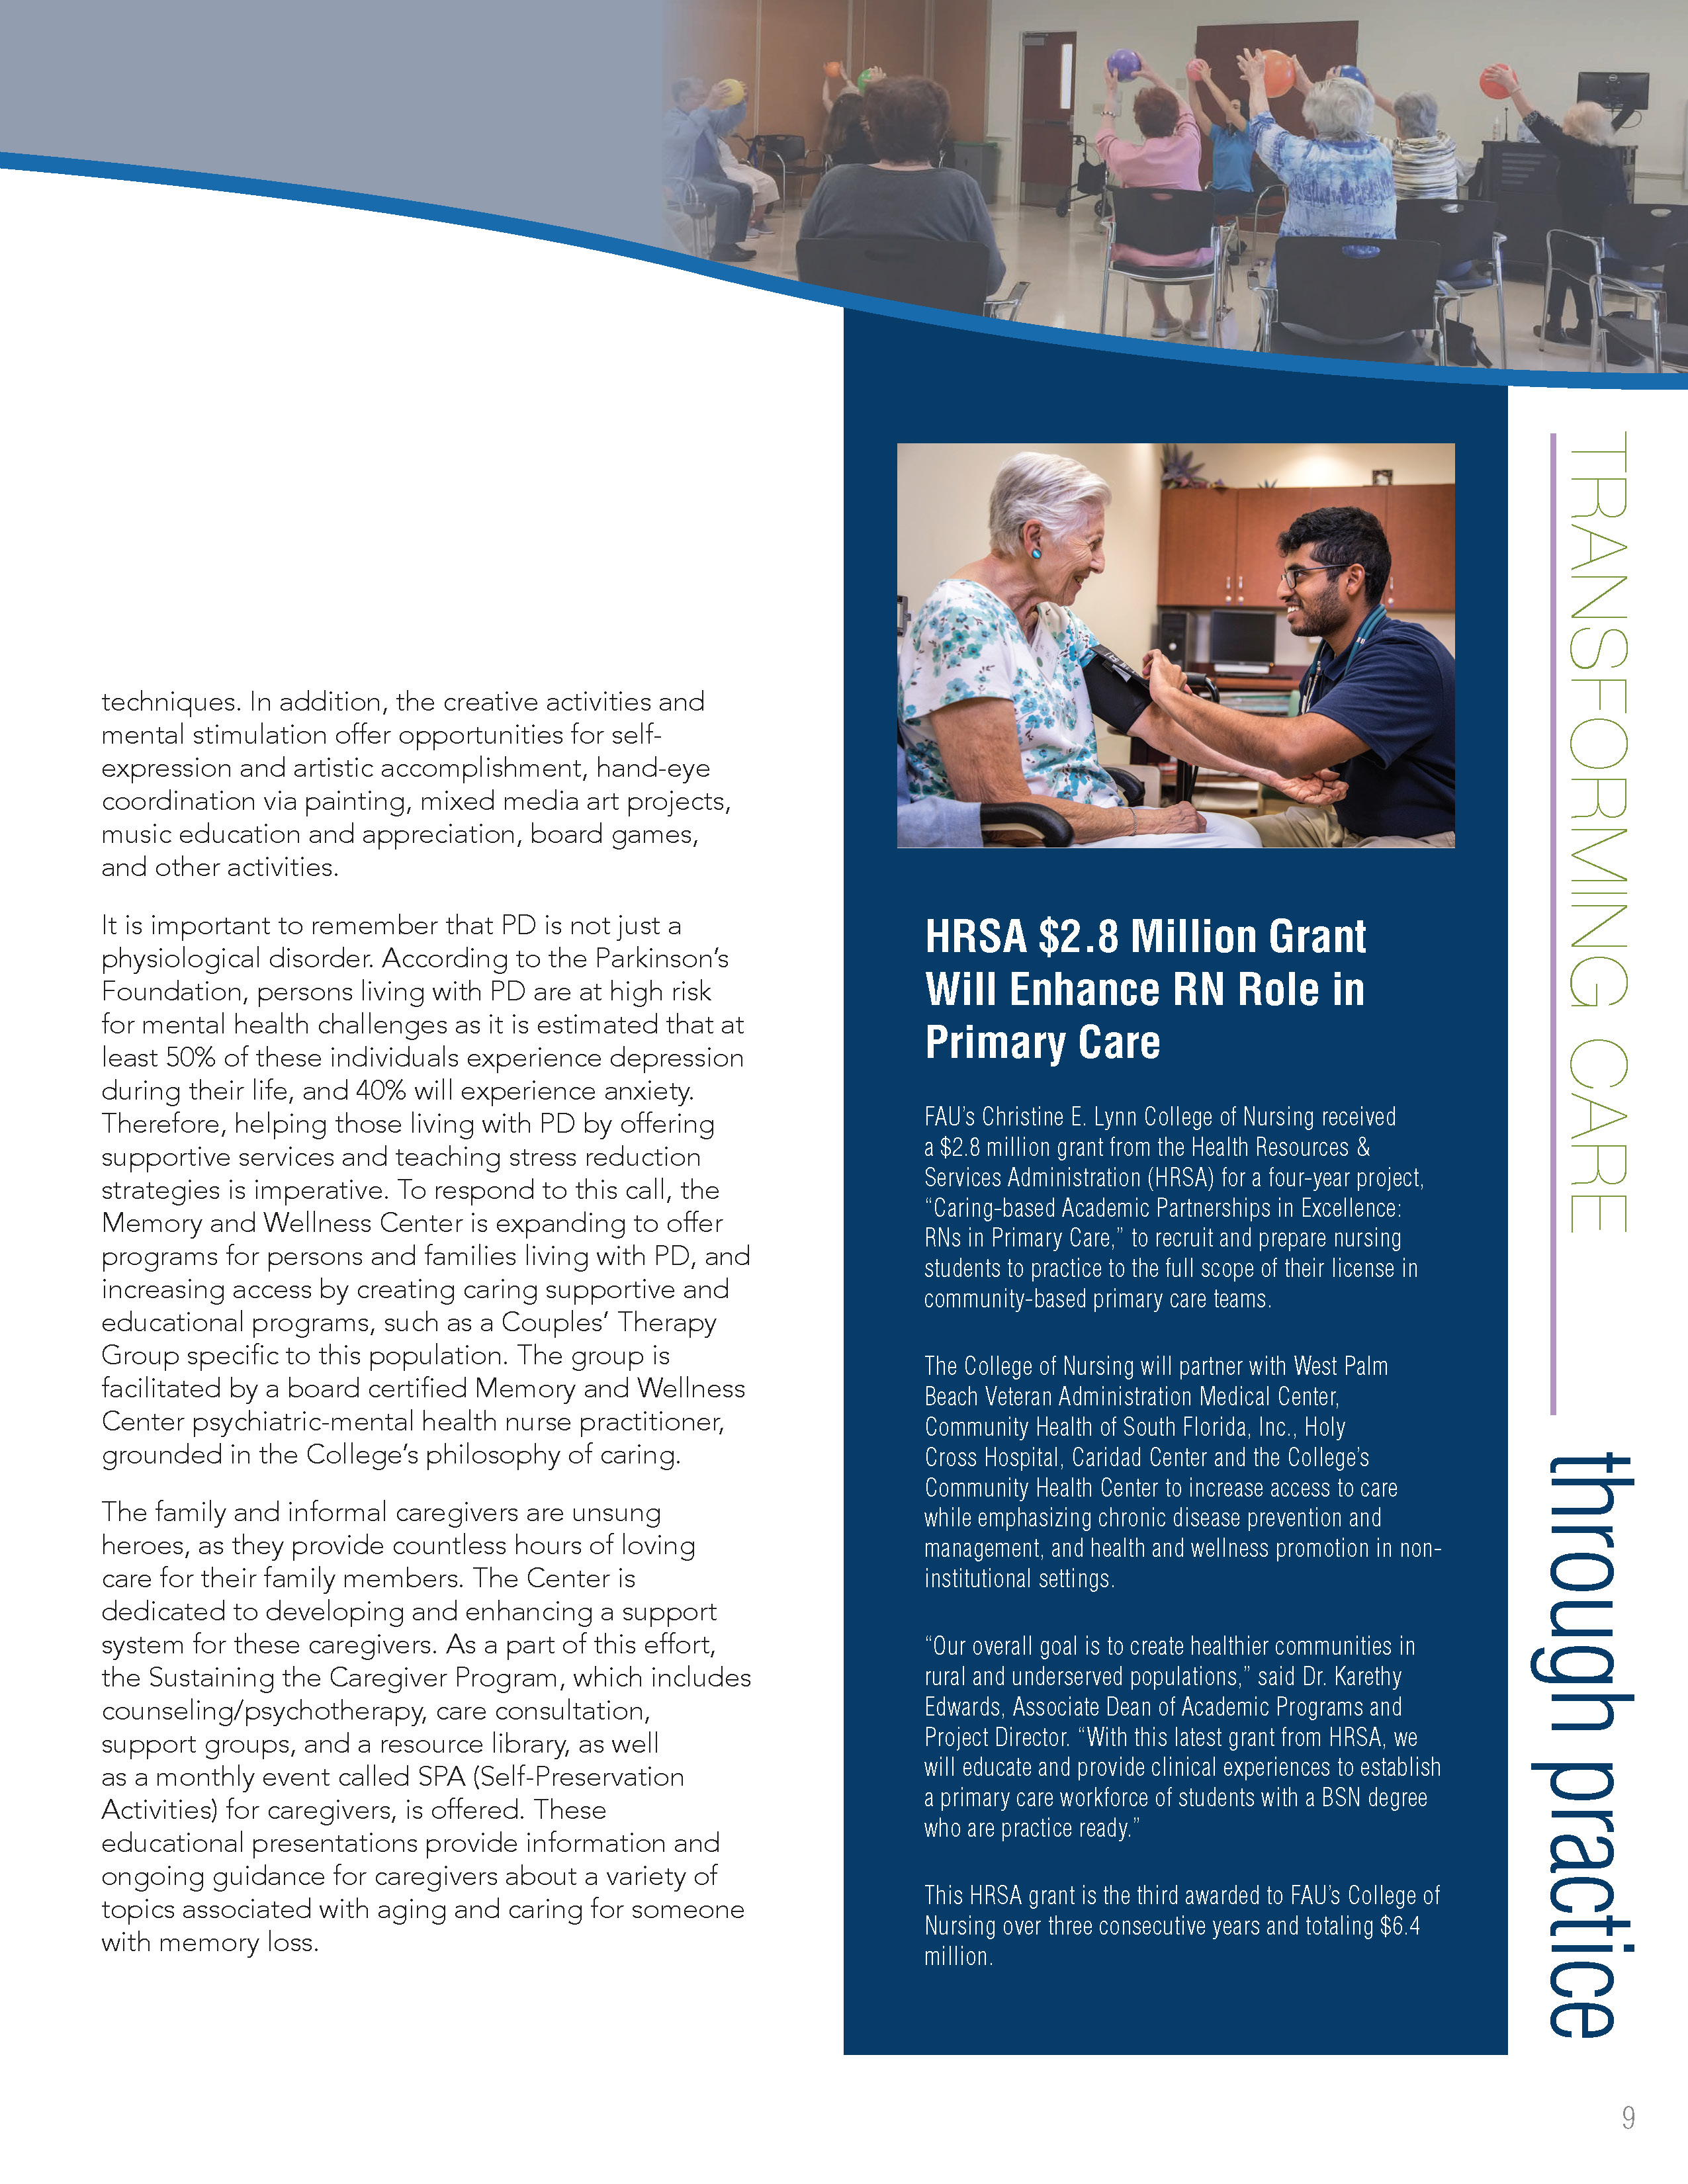 techniques. In addition, the creative activities and
mental stimulation offer opportunities for self-
expression and artistic accomplishment, hand-eye
coordination via painting, mixed media art projects,
music education and appreciation, board games,
and other activities.
It is important to remember that PD is not just a
physiological disorder. According to the Parkinson’s
Foundation, persons living with PD are at high risk
for mental health challenges as it is estimated that at
least 50% of these individuals experience depression
during their life, and 40% will experience anxiety.
Therefore, helping those living with PD by offering
supportive services and teaching stress reduction
strategies is imperative. To respond to this call, the
Memory and Wellness Center is expanding to offer
programs for persons and families living with PD, and
increasing access by creating caring supportive and
educational programs, such as a Couples’ Therapy
Group specific to this population. The group is
facilitated by a board certified Memory and Wellness
Center psychiatric-mental health nurse practitioner,
grounded in the College’s philosophy of caring.
The family and informal caregivers are unsung
heroes, as they provide countless hours of loving
care for their family members. The Center is
dedicated to developing and enhancing a support
system for these caregivers. As a part of this effort,
the Sustaining the Caregiver Program, which includes
counseling/psychotherapy, care consultation,
support groups, and a resource library, as well
as a monthly event called SPA (Self-Preservation
Activities) for caregivers, is offered. These
educational presentations provide information and
ongoing guidance for caregivers about a variety of
topics associated with aging and caring for someone
with memory loss.
HRSA $2.8 Million Grant
Will Enhance RN Role in
Primary Care
FAU’s Christine E. Lynn College of Nursing received
a $2.8 million grant from the Health Resources &
Services Administration (HRSA) for a four-year project,
“Caring-based Academic Partnerships in Excellence:
RNs in Primary Care,” to recruit and prepare nursing
students to practice to the full scope of their license in
community-based primary care teams.
The College of Nursing will partner with West Palm
Beach Veteran Administration Medical Center,
Community Health of South Florida, Inc., Holy
Cross Hospital, Caridad Center and the College’s
Community Health Center to increase access to care
while emphasizing chronic disease prevention and
management, and health and wellness promotion in non-
institutional settings.
“Our overall goal is to create healthier communities in
rural and underserved populations,” said Dr. Karethy
Edwards, Associate Dean of Academic Programs and
Project Director. “With this latest grant from HRSA, we
will educate and provide clinical experiences to establish
a primary care workforce of students with a BSN degree
who are practice ready.”
This HRSA grant is the third awarded to FAU’s College of
Nursing over three consecutive years and totaling $6.4
million.
TRANSFORMING CARE
through practice
9